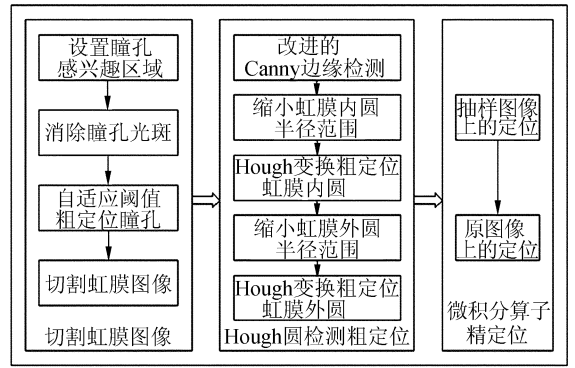 设置瞳孔
感兴趣区域
消除瞳孔光斑
自适应阈值
粗定位瞳孔
切割虹膜图像
切割虹膜图像
改进的
Canny边缘检测
缩小虹膜内圆
半径范围
Hough变换粗定位
虹膜内圆
缩小虹膜外圆
半径范围
Hough变换粗定位
虹膜外圆
Hough圆检测粗定位
抽样图像
上的定位
原图像
上的定位
微积分算子
精定位